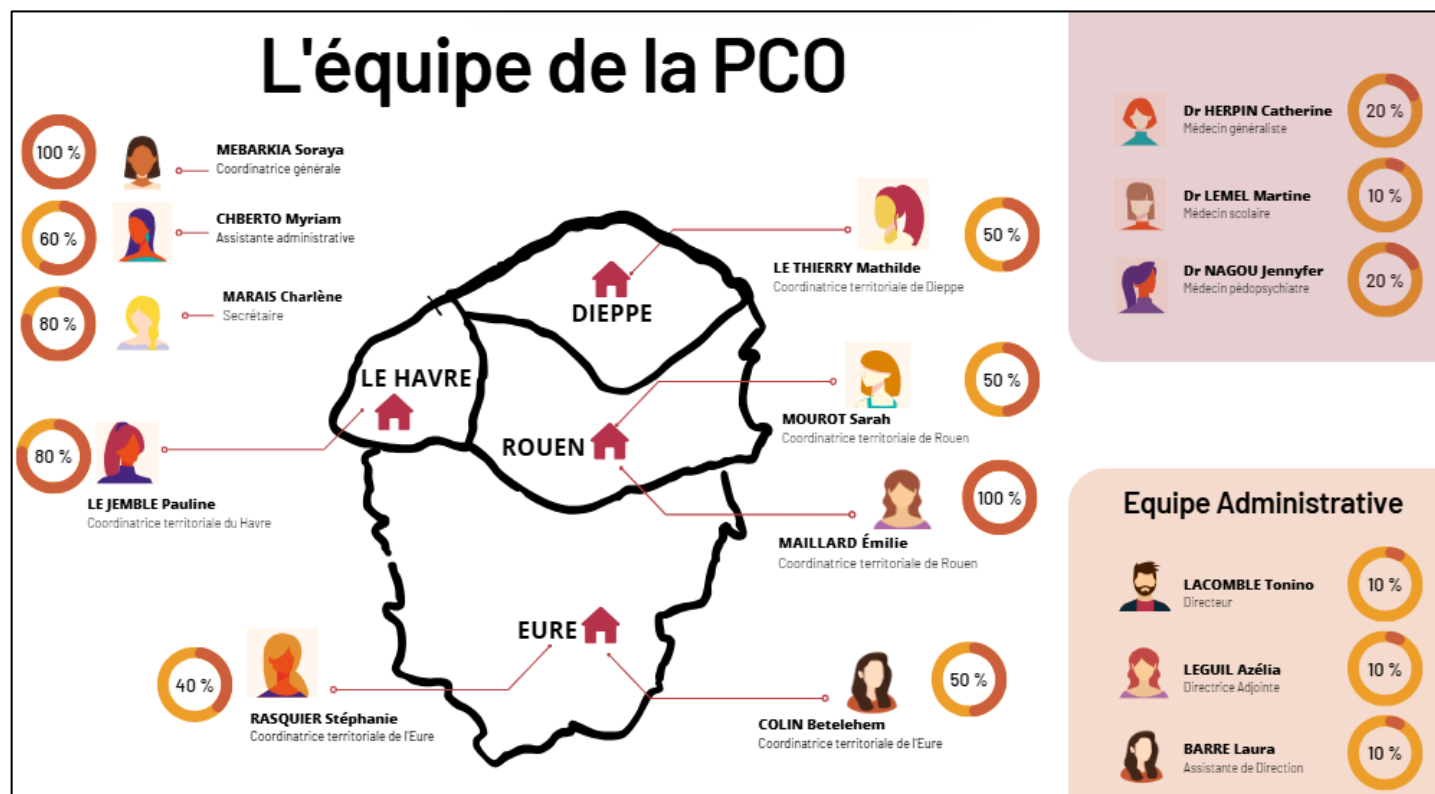 L'équipe de la PCO
100 %
MEBARKIA Soraya
Coordinatrice générale
60 %
CHBERTO Myriam
Assistante administrative
80 %
MARAIS Charlène
Secrétaire
80 %
LE JEMBLE Pauline
Coordinatrice territoriale du Havre
DIEPPE
LE HAVRE
ROUEN
EURE
50 %
LE THIERRY Mathilde
Coordinatrice territoriale de Dieppe
50 %
MOUROT Sarah
Coordinatrice territoriale de Rouen
100 %
MAILLARD Émilie
Coordinatrice territoriale de Rouen
40 %
RASQUIER Stéphanie
Coordinatrice territoriale de l'Eure
50 %
COLIN Betelehem
Coordinatrice territoriale de l'Eure
Dr HERPIN Catherine
Médecin généraliste
20 %
Dr LEMEL Martine
Médecin scolaire
10 %
Dr NAGOU Jennyfer
Médecin pédopsychiatre
20 %
Equipe Administrative
LACOMBLE Tonino
Directeur
10 %
LEGUIL Azélia
Directrice Adjointe
10 %
BARRE Laura
Assistante de Direction
10 %